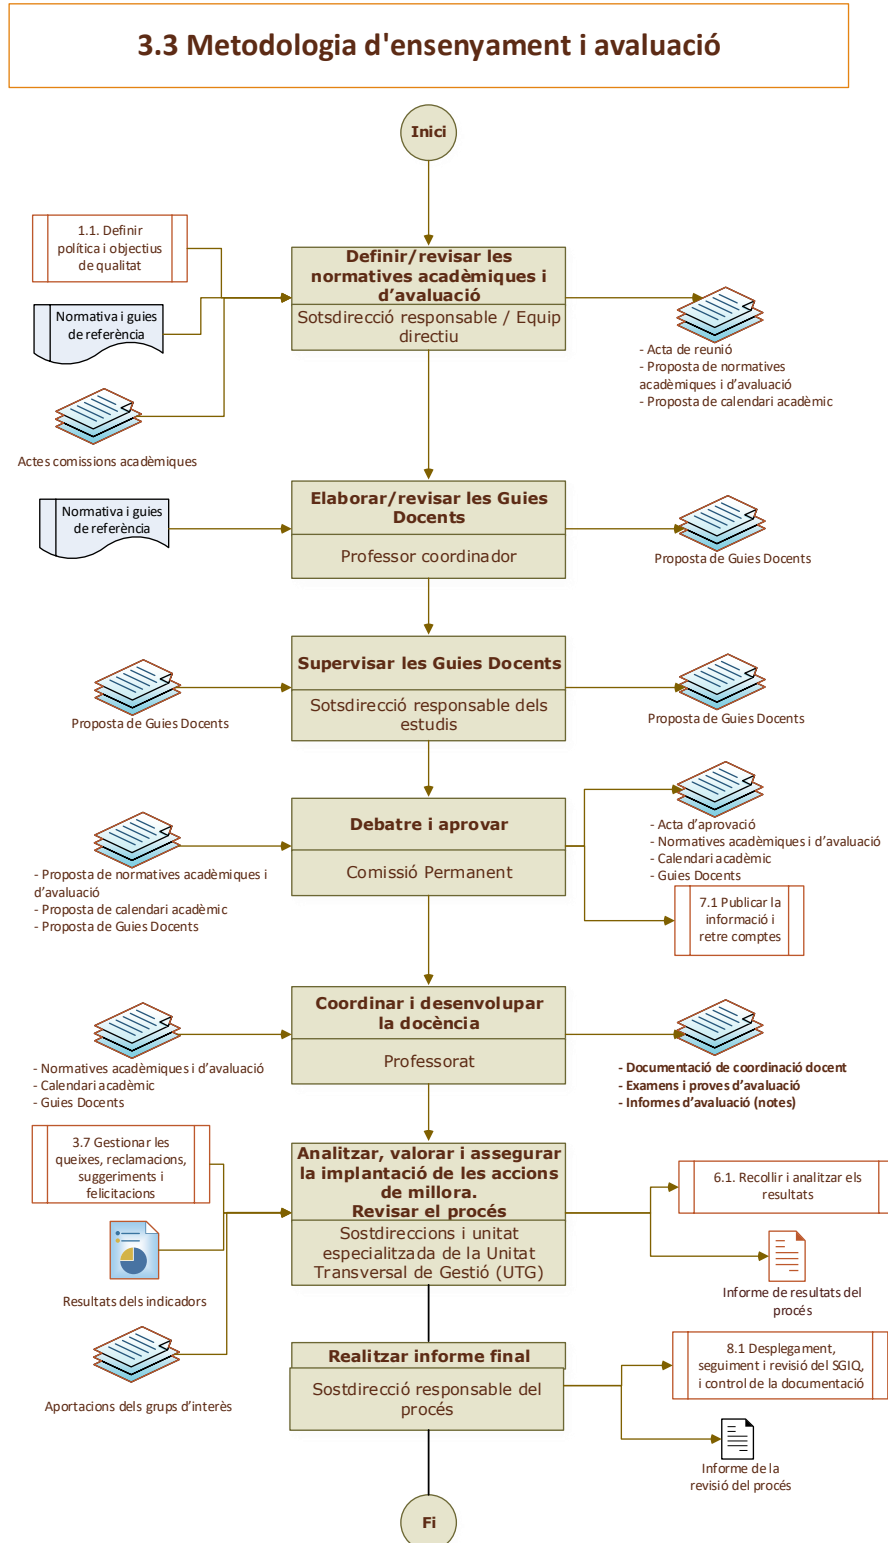 3.3 Metodologia d'ensenyament i avaluació
Inici
1.1. Definir
política i objectius
de qualitat
Normativa i guies
de referència
Actes comissions acadèmiques
Definir/revisar les
normatives acadèmiques i
d’avaluació
Sotsdirecció responsable / Equip
directiu
- Acta de reunió
- Proposta de normatives
acadèmiques i d’avaluació
- Proposta de calendari acadèmic
Normativa i guies
de referència
Elaborar/revisar les Guies
Docents
Professor coordinador
Proposta de Guies Docents
Proposta de Guies Docents
Supervisar les Guies Docents
Sotsdirecció responsable dels
estudis
Proposta de Guies Docents
- Proposta de normatives acadèmiques i
d’avaluació
- Proposta de calendari acadèmic
- Proposta de Guies Docents
Debatre i aprovar
Comissió Permanent
- Acta d’aprovació
- Normatives acadèmiques i d’avaluació
- Calendari acadèmic
- Guies Docents
7.1 Publicar la
informació i
retre comptes
- Normatives acadèmiques i d’avaluació
- Calendari acadèmic
- Guies Docents
Coordinar i desenvolupar
la docència
Professorat
- Documentació de coordinació docent
- Examens i proves d’avaluació
- Informes d’avaluació (notes)
3.7 Gestionar les
queixes, reclamacions,
suggeriments i
felicitacions
Resultats dels indicadors
Aportacions dels grups d’interès
Analitzar, valorar i assegurar
la implantació de les accions
de millora.
Revisar el procés
Sostdireccions i unitat
especialitzada de la Unitat
Transversal de Gestió (UTG)
6.1. Recollir i analitzar els
resultats
Informe de resultats del
procés
Realitzar informe final
Sostdirecció responsable del
procés
8.1 Desplegament,
seguiment i revisió del SGIQ,
i control de la documentació
Informe de la
revisió del procés
Fi